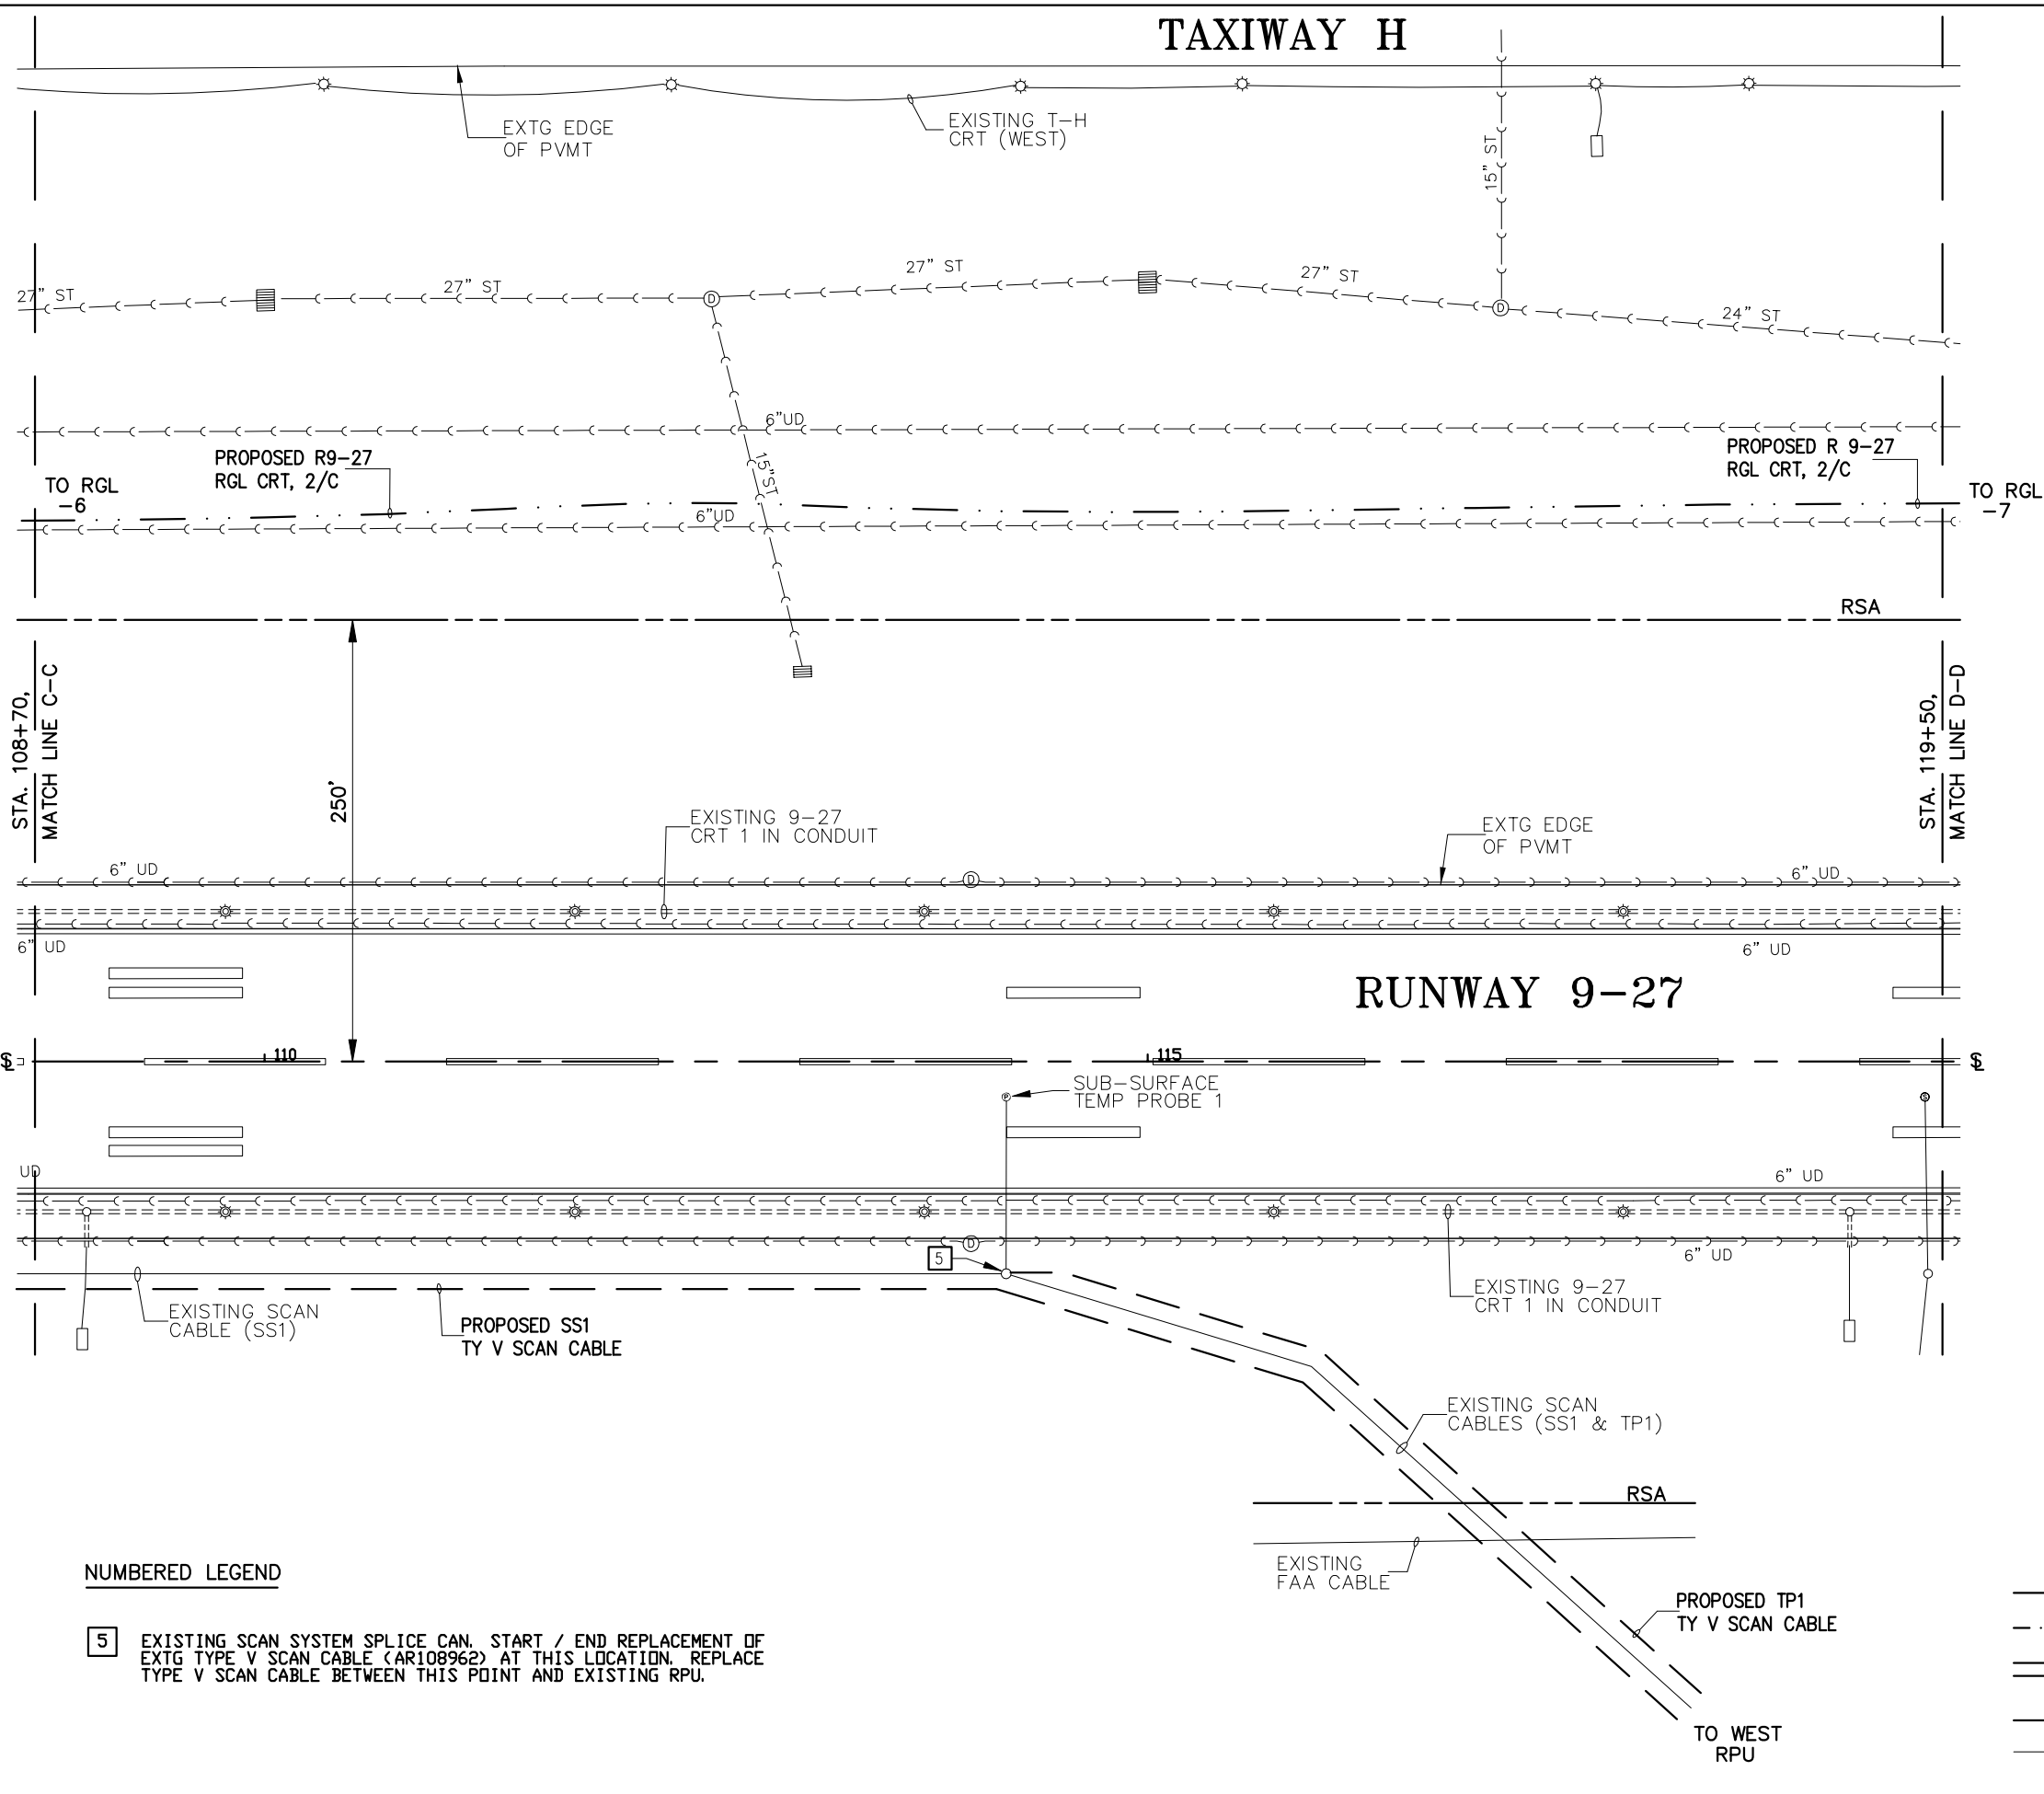 TAXIWAY H
EXTG EDGE
OF PVMT
EXISTING T-H
CRT (WEST)
15" ST
27" ST
27" ST
27" ST
27" ST
24" ST
D
D
6"UD
15"ST
PROPOSED R9-27
RGL CRT, 2/C
PROPOSED R 9-27
RGL CRT, 2/C
TO RGL
-6
TO RGL
-7
6"UD
RSA
STA. 108+70,
MATCH LINE C-C
250'
STA. 119+50,
MATCH LINE D-D
EXISTING 9-27
CRT 1 IN CONDUIT
EXTG EDGE
OF PVMT
6" UD
D
6" UD
6" UD
6" UD
RUNWAY 9-27
110
115
SUB-SURFACE
TEMP PROBE 1
P
S
UD
6" UD
D
6" UD
5
EXISTING SCAN
CABLE (SS1)
PROPOSED SS1
TY V SCAN CABLE
EXISTING 9-27
CRT 1 IN CONDUIT
EXISTING SCAN
CABLES (SS1 & TP1)
RSA
EXISTING
FAA CABLE
PROPOSED TP1
TY V SCAN CABLE
TO WEST
RPU
NUMBERED LEGEND
5 EXISTING SCAN SYSTEM SPLICE CAN. START / END REPLACEMENT OF
EXTG TYPE V SCAN CABLE (AR108962) AT THIS LOCATION. REPLACE
TYPE V SCAN CABLE BETWEEN THIS POINT AND EXISTING RPU.